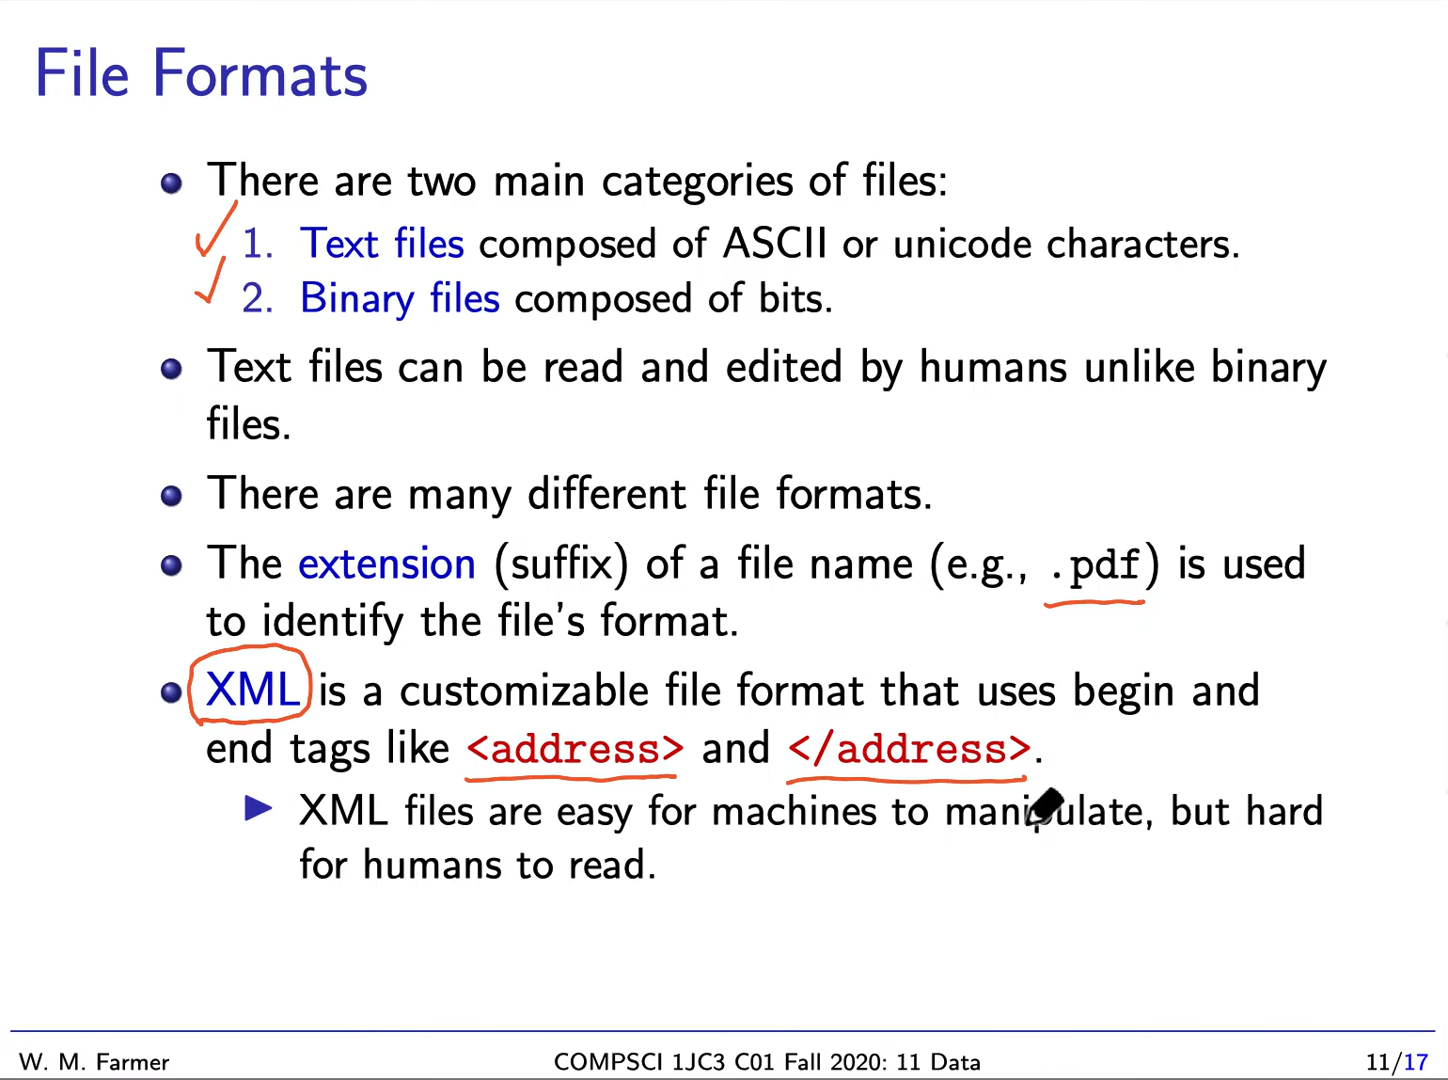 File Formats
There are two main categories of files:
1. Text files composed of ASCII or unicode characters.
2. Binary files composed of bits.
Text files can be read and edited by humans unlike binary
files.
There are many different file formats.
The extension (suffix) of a file name (e.g., .pdf) is used
to identify the file's format.
XML is a customizable file format that uses begin and
end tags like <address> and </address>.
XML files are easy for machines to manipulate, but hard
for humans to read.
W. M. Farmer COMPSCI 1JC3 C01 Fall 2020: 11 Data 11/17